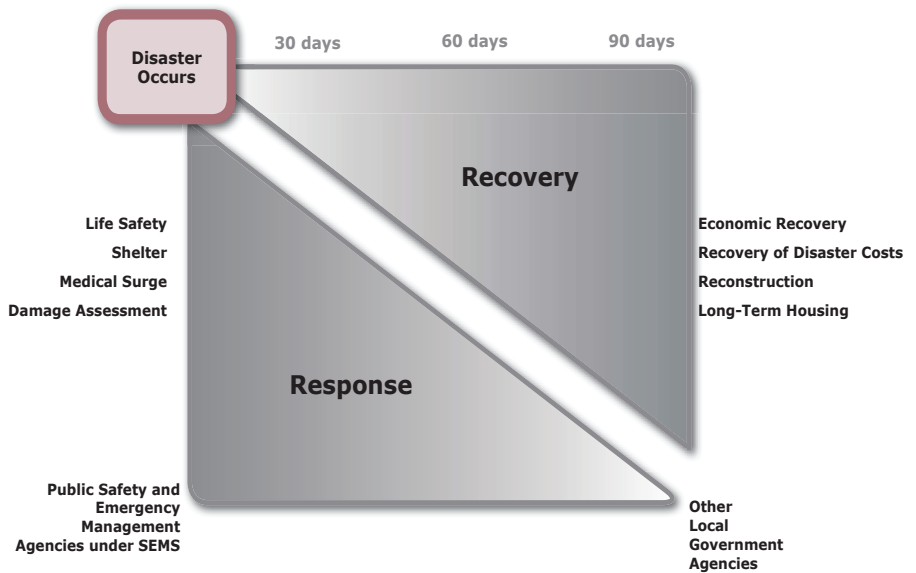 Disaster
Occurs
30 days
60 days
90 days
Recovery
Life Safety
Shelter
Medical Surge
Damage Assessment
Economic Recovery
Recovery of Disaster Costs
Reconstruction
Long-Term Housing
Response
Public Safety and
Emergency
Management
Agencies under SEMS
Other
Local
Government
Agencies